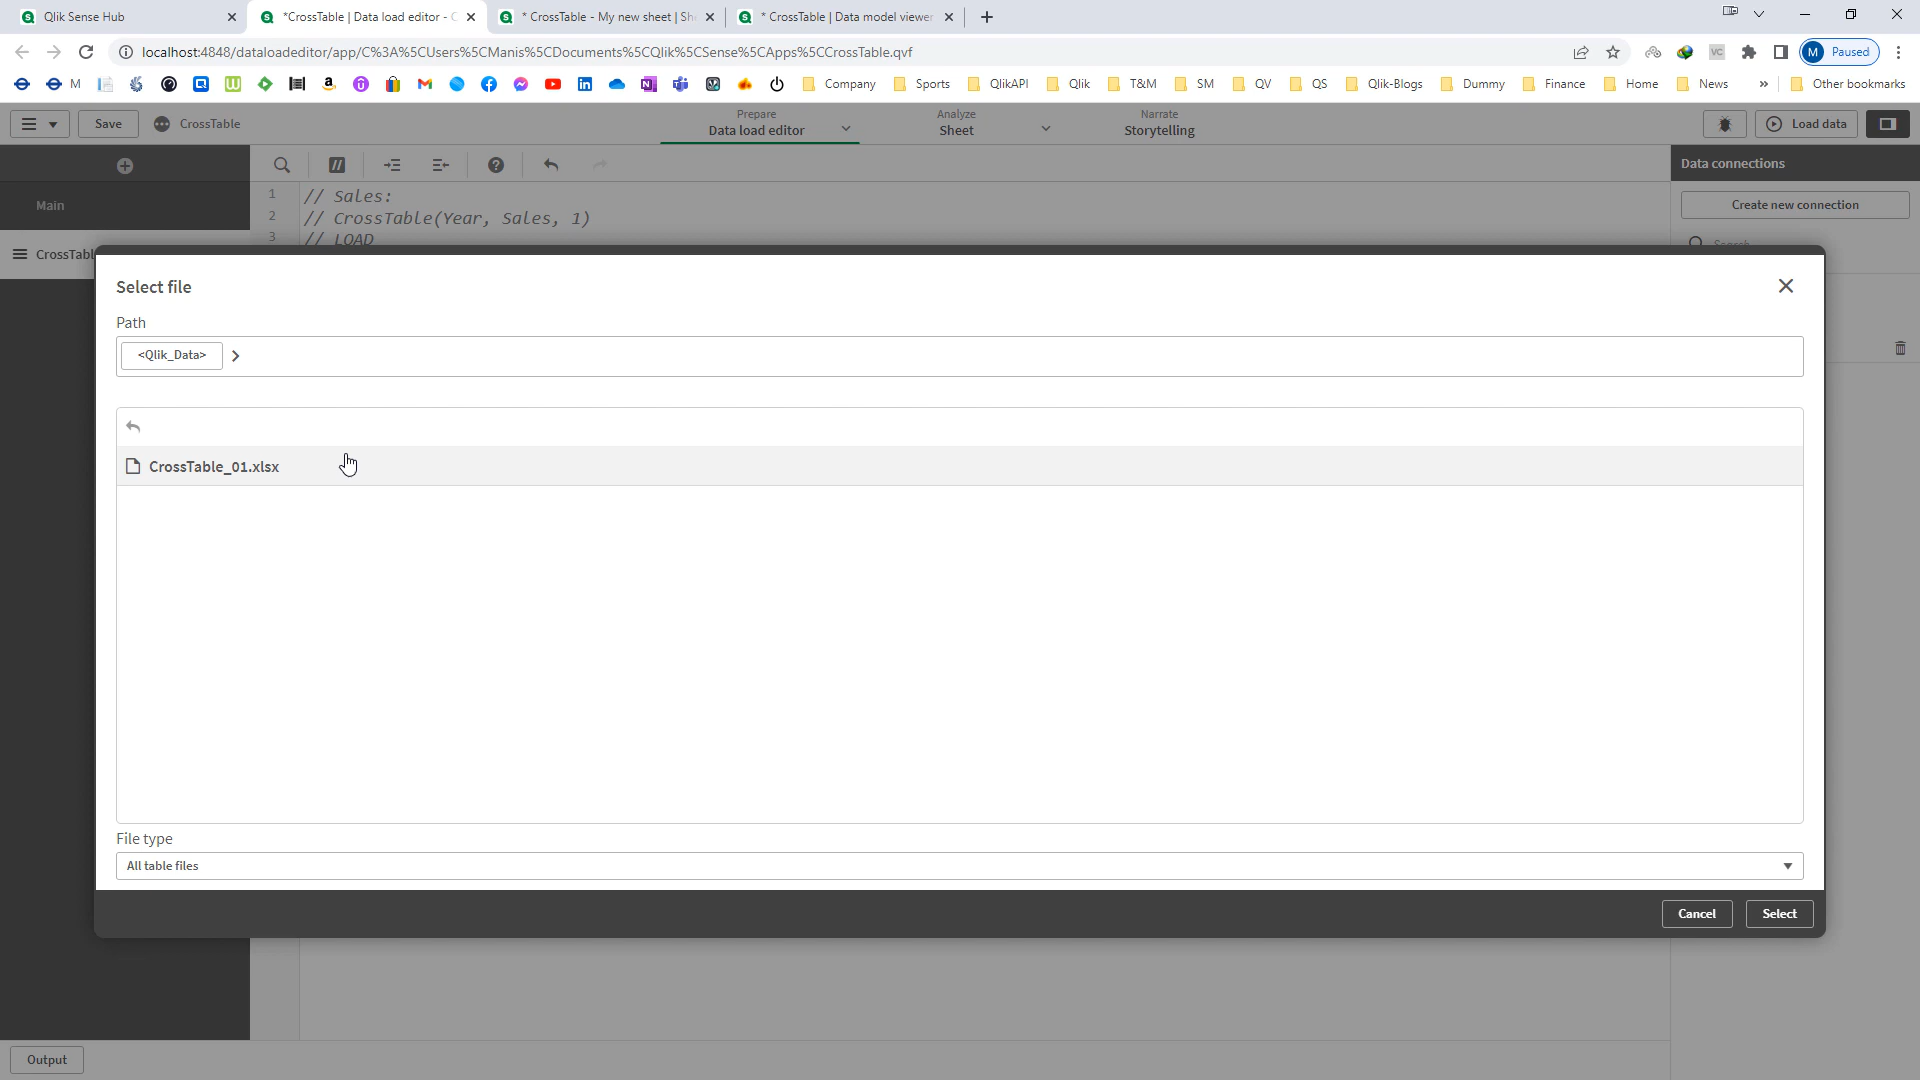 Qlik Sense Hub
*CrossTable | Data load editor - C
* CrossTable - My new sheet | Sh
* CrossTable | Data model viewer
localhost:4848/dataloadeditor/app/C%3A%5CUsers%5CManis%5CDocuments%5CQlik%5CSense%5CApps%5CCrossTable.qvf
VC
M Paused
M
Company
Sports
QlikAPI
Qlik
T&M
SM
QV
QS
Qlik-Blogs
Dummy
Finance
Home
News
»
Other bookmarks
Save
CrossTable
Prepare
Data load editor
Analyze
Sheet
Narrate
Storytelling
Load data
Main
CrossTabl
1 // Sales:
2 // CrossTable(Year, Sales, 1)
3 // LOAD
Data connections
Create new connection
Search
Select file
Path
<Qlik_Data>
CrossTable_01.xlsx
File type
All table files
Cancel
Select
Output